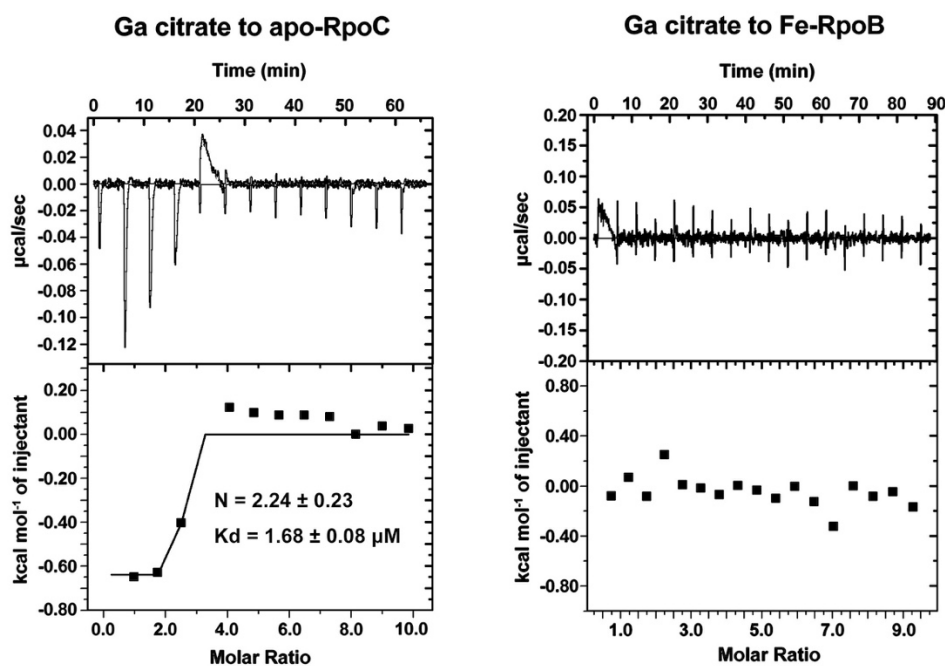 Ga citrate to apo-RpoC
Time (min)
0 10 20 30 40 50 60
0.04
0.02
0.00
-0.02
-0.04
-0.06
-0.08
-0.10
-0.12
µcal/sec
0.20
0.00
-0.20
-0.40
-0.60
-0.80
kcal mol⁻¹ of injectant
N = 2.24 ± 0.23
Kd = 1.68 ± 0.08 µM
0.0 2.0 4.0 6.0 8.0 10.0
Molar Ratio
Ga citrate to Fe-RpoB
Time (min)
0 10 20 30 40 50 60 70 80 90
0.20
0.15
0.10
0.05
0.00
-0.05
-0.10
-0.15
-0.20
µcal/sec
0.80
0.40
0.00
-0.40
-0.80
kcal mol⁻¹ of injectant
1.0 3.0 5.0 7.0 9.0
Molar Ratio